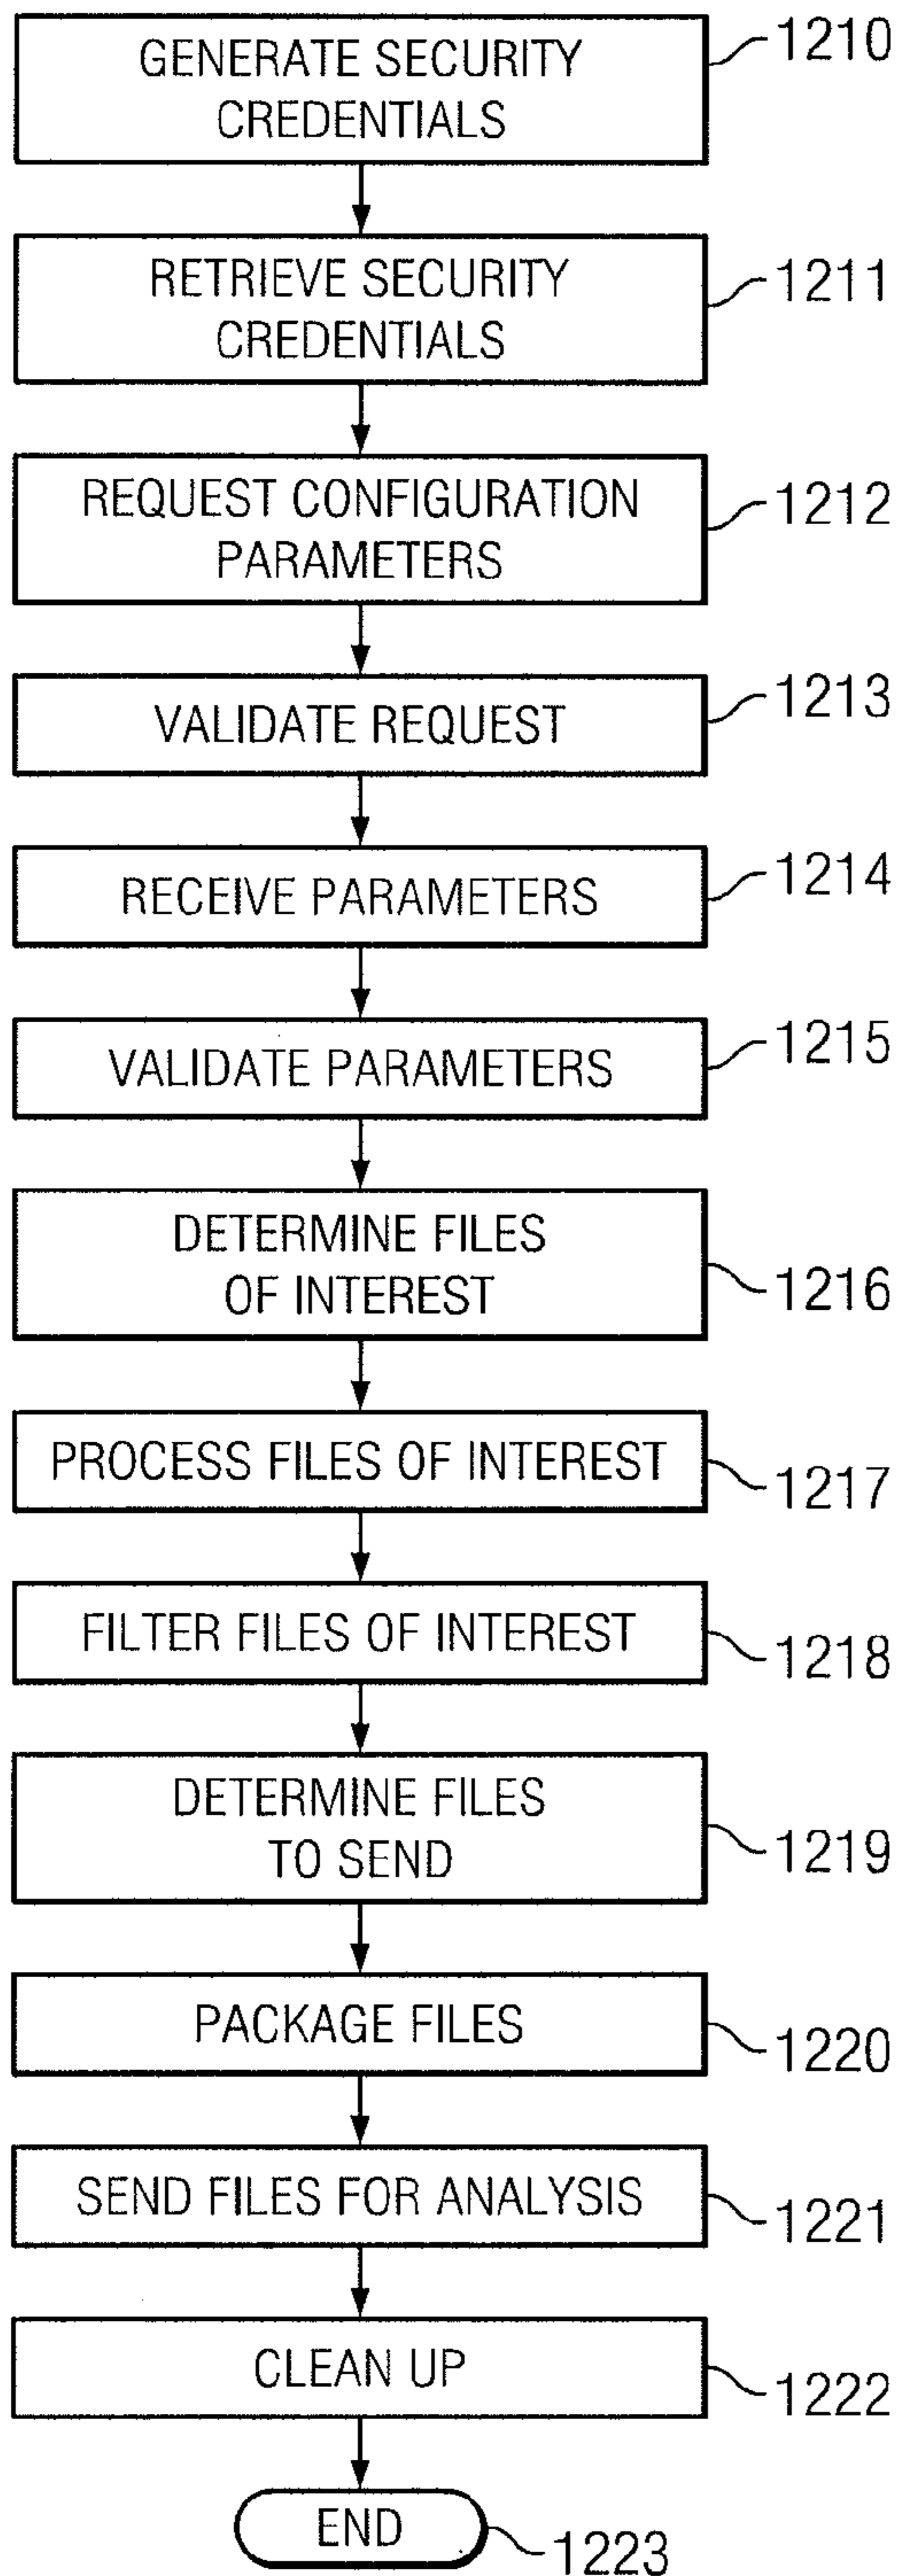 GENERATE SECURITY
CREDENTIALS
1210
RETRIEVE SECURITY
CREDENTIALS
1211
REQUEST CONFIGURATION
PARAMETERS
1212
VALIDATE REQUEST
1213
RECEIVE PARAMETERS
1214
VALIDATE PARAMETERS
1215
DETERMINE FILES
OF INTEREST
1216
PROCESS FILES OF INTEREST
1217
FILTER FILES OF INTEREST
1218
DETERMINE FILES
TO SEND
1219
PACKAGE FILES
1220
SEND FILES FOR ANALYSIS
1221
CLEAN UP
1222
END
1223